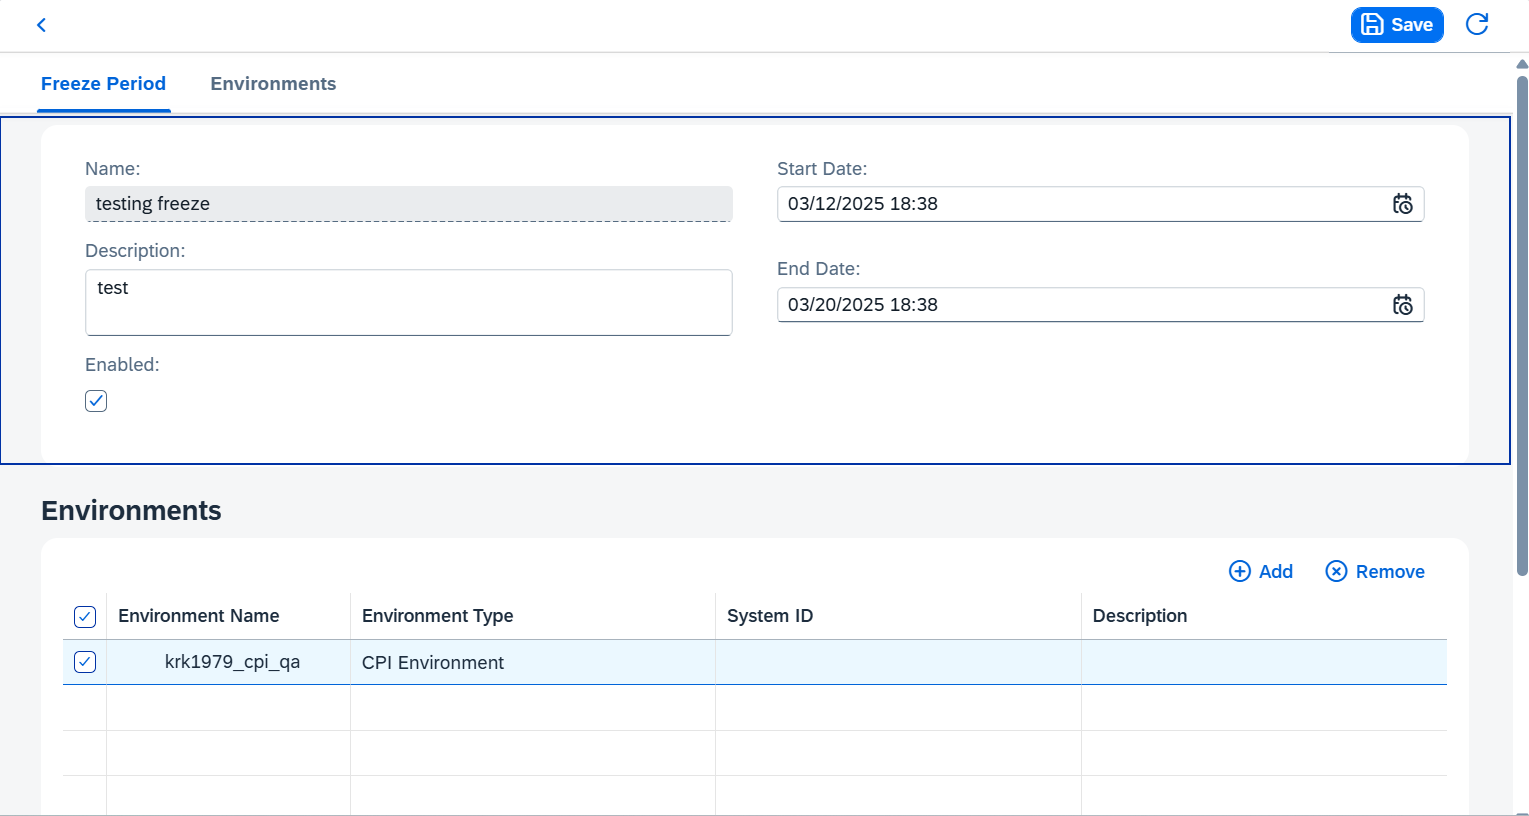 Save
Freeze Period
Environments
Name:
testing freeze
Description:
test
Enabled:
Start Date:
03/12/2025 18:38
End Date:
03/20/2025 18:38
Environments
Add
Remove
Environment Name
Environment Type
System ID
Description
krk1979_cpi_qa
CPI Environment